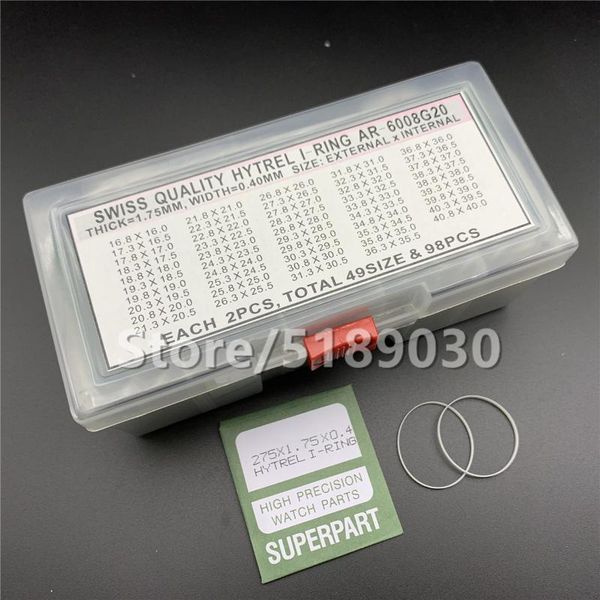 SWISS QUALITY HYTREL I-RING AR-6008G20
THICK=1.75MM, WIDTH=0.40MM SIZE: EXTERNAL X INTERNAL
16.8 X 16.0 21.8 X 21.0 26.8 X 26.0 31.8 X 31.0 36.8 X 36.0
17.3 X 16.5 22.3 X 21.5 27.3 X 26.5 32.3 X 31.5 37.3 X 36.5
17.8 X 17.0 22.8 X 22.0 27.8 X 27.0 32.8 X 32.0 37.8 X 37.0
18.3 X 17.5 23.3 X 22.5 28.3 X 27.5 33.3 X 32.5 38.3 X 37.5
18.8 X 18.0 23.8 X 23.0 28.8 X 28.0 33.8 X 33.0 38.8 X 38.0
19.3 X 18.5 24.3 X 23.5 29.3 X 28.5 34.3 X 33.5 39.3 X 38.5
19.8 X 19.0 24.8 X 24.0 29.8 X 29.0 34.8 X 34.0 39.8 X 39.0
20.3 X 19.5 25.3 X 24.5 30.3 X 29.5 35.3 X 34.5 40.3 X 39.5
20.8 X 20.0 25.8 X 25.0 30.8 X 30.0 35.8 X 35.0 40.8 X 40.0
21.3 X 20.5 26.3 X 25.5 31.3 X 30.5 36.3 X 35.5
EACH 2PCS, TOTAL 49SIZE & 98PCS
Store/5189030
275X1.75X0.4
HYTREL I-RING
HIGH PRECISION
WATCH PARTS
SUPERPART